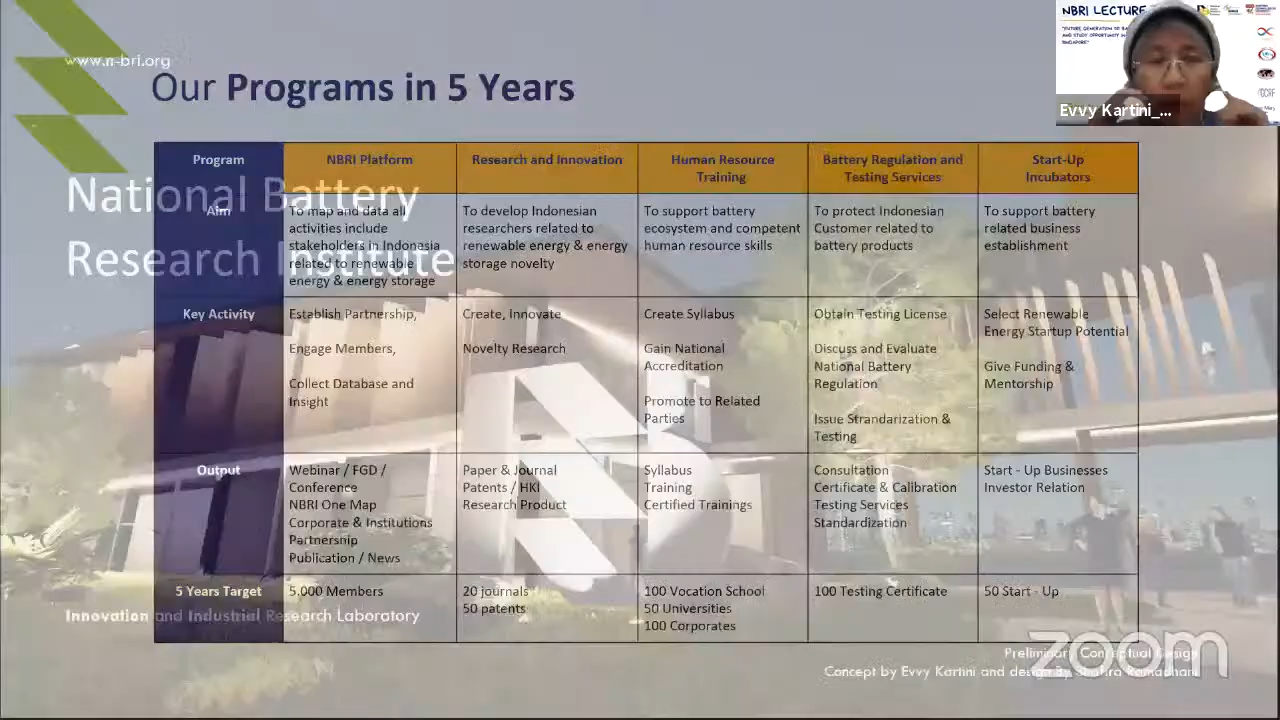 www.n-bri.org
Our Programs in 5 Years
National Battery
Research Institute
Program
NBRI Platform
Research and Innovation
Human Resource
Training
Battery Regulation and
Testing Services
Start-Up
Incubators
Aim
To map and data all
activities include
stakeholders in Indonesia
related to renewable
energy & energy storage
To develop Indonesian
researchers related to
renewable energy & energy
storage novelty
To support battery
ecosystem and competent
human resource skills
To protect Indonesian
Customer related to
battery products
To support battery
related business
establishment
Key Activity
Establish Partnership,
Engage Members,
Collect Database and
Insight
Create, Innovate
Novelty Research
Create Syllabus
Gain National
Accreditation
Promote to Related
Parties
Obtain Testing License
Discuss and Evaluate
National Battery
Regulation
Issue Strandarization &
Testing
Select Renewable
Energy Startup Potential
Give Funding &
Mentorship
Output
Webinar / FGD /
Conference
NBRI One Map
Corporate & Institutions
Partnership
Publication / News
Paper & Journal
Patents / HKI
Research Product
Syllabus
Training
Certified Trainings
Consultation
Certificate & Calibration
Testing Services
Standardization
Start - Up Businesses
Investor Relation
5 Years Target
5.000 Members
20 journals
50 patents
100 Vocation School
50 Universities
100 Corporates
100 Testing Certificate
50 Start - Up
Innovation and Industrial Research Laboratory
Preliminary Conceptual Design
Concept by Evvy Kartini and design By Shafira Ramadhani
zoom
NBRI LECTURE
Evvy Kartini_...